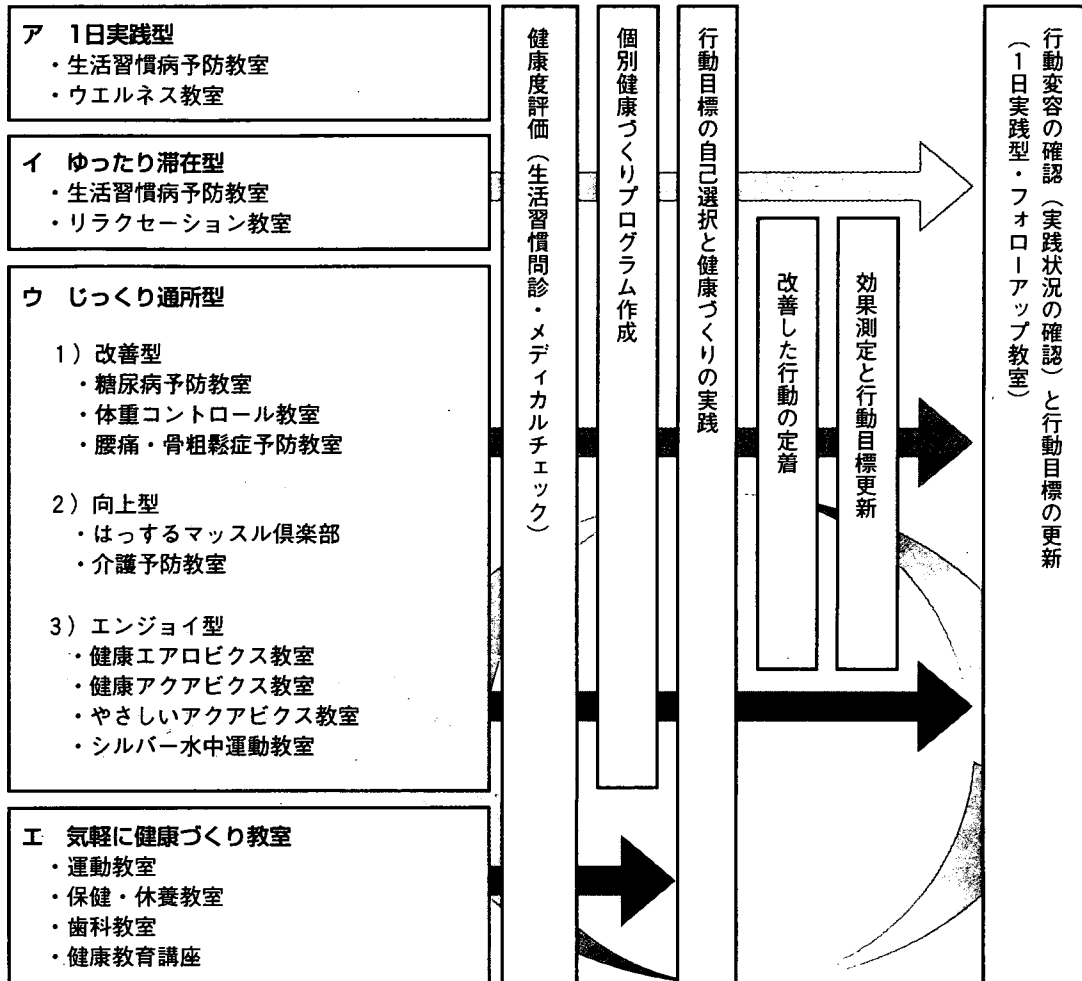 ア 1日実践型
・生活習慣病予防教室
・ウエルネス教室
イ ゆったり滞在型
・生活習慣病予防教室
・リラクセーション教室
ウ じっくり通所型
1）改善型
・糖尿病予防教室
・体重コントロール教室
・腰痛・骨粗鬆症予防教室
2）向上型
・はっするマッスル倶楽部
・介護予防教室
3）エンジョイ型
・健康エアロビクス教室
・健康アクアビクス教室
・やさしいアクアビクス教室
・シルバー水中運動教室
エ 気軽に健康づくり教室
・運動教室
・保健・休養教室
・歯科教室
・健康教育講座
健康度評価（生活習慣問診・メディカルチェック）
個別健康づくりプログラム作成
行動目標の自己選択と健康づくりの実践
改善した行動の定着
効果測定と行動目標更新
行動変容の確認（実践状況の確認）と行動目標の更新
（1日実践型・フォローアップ教室）